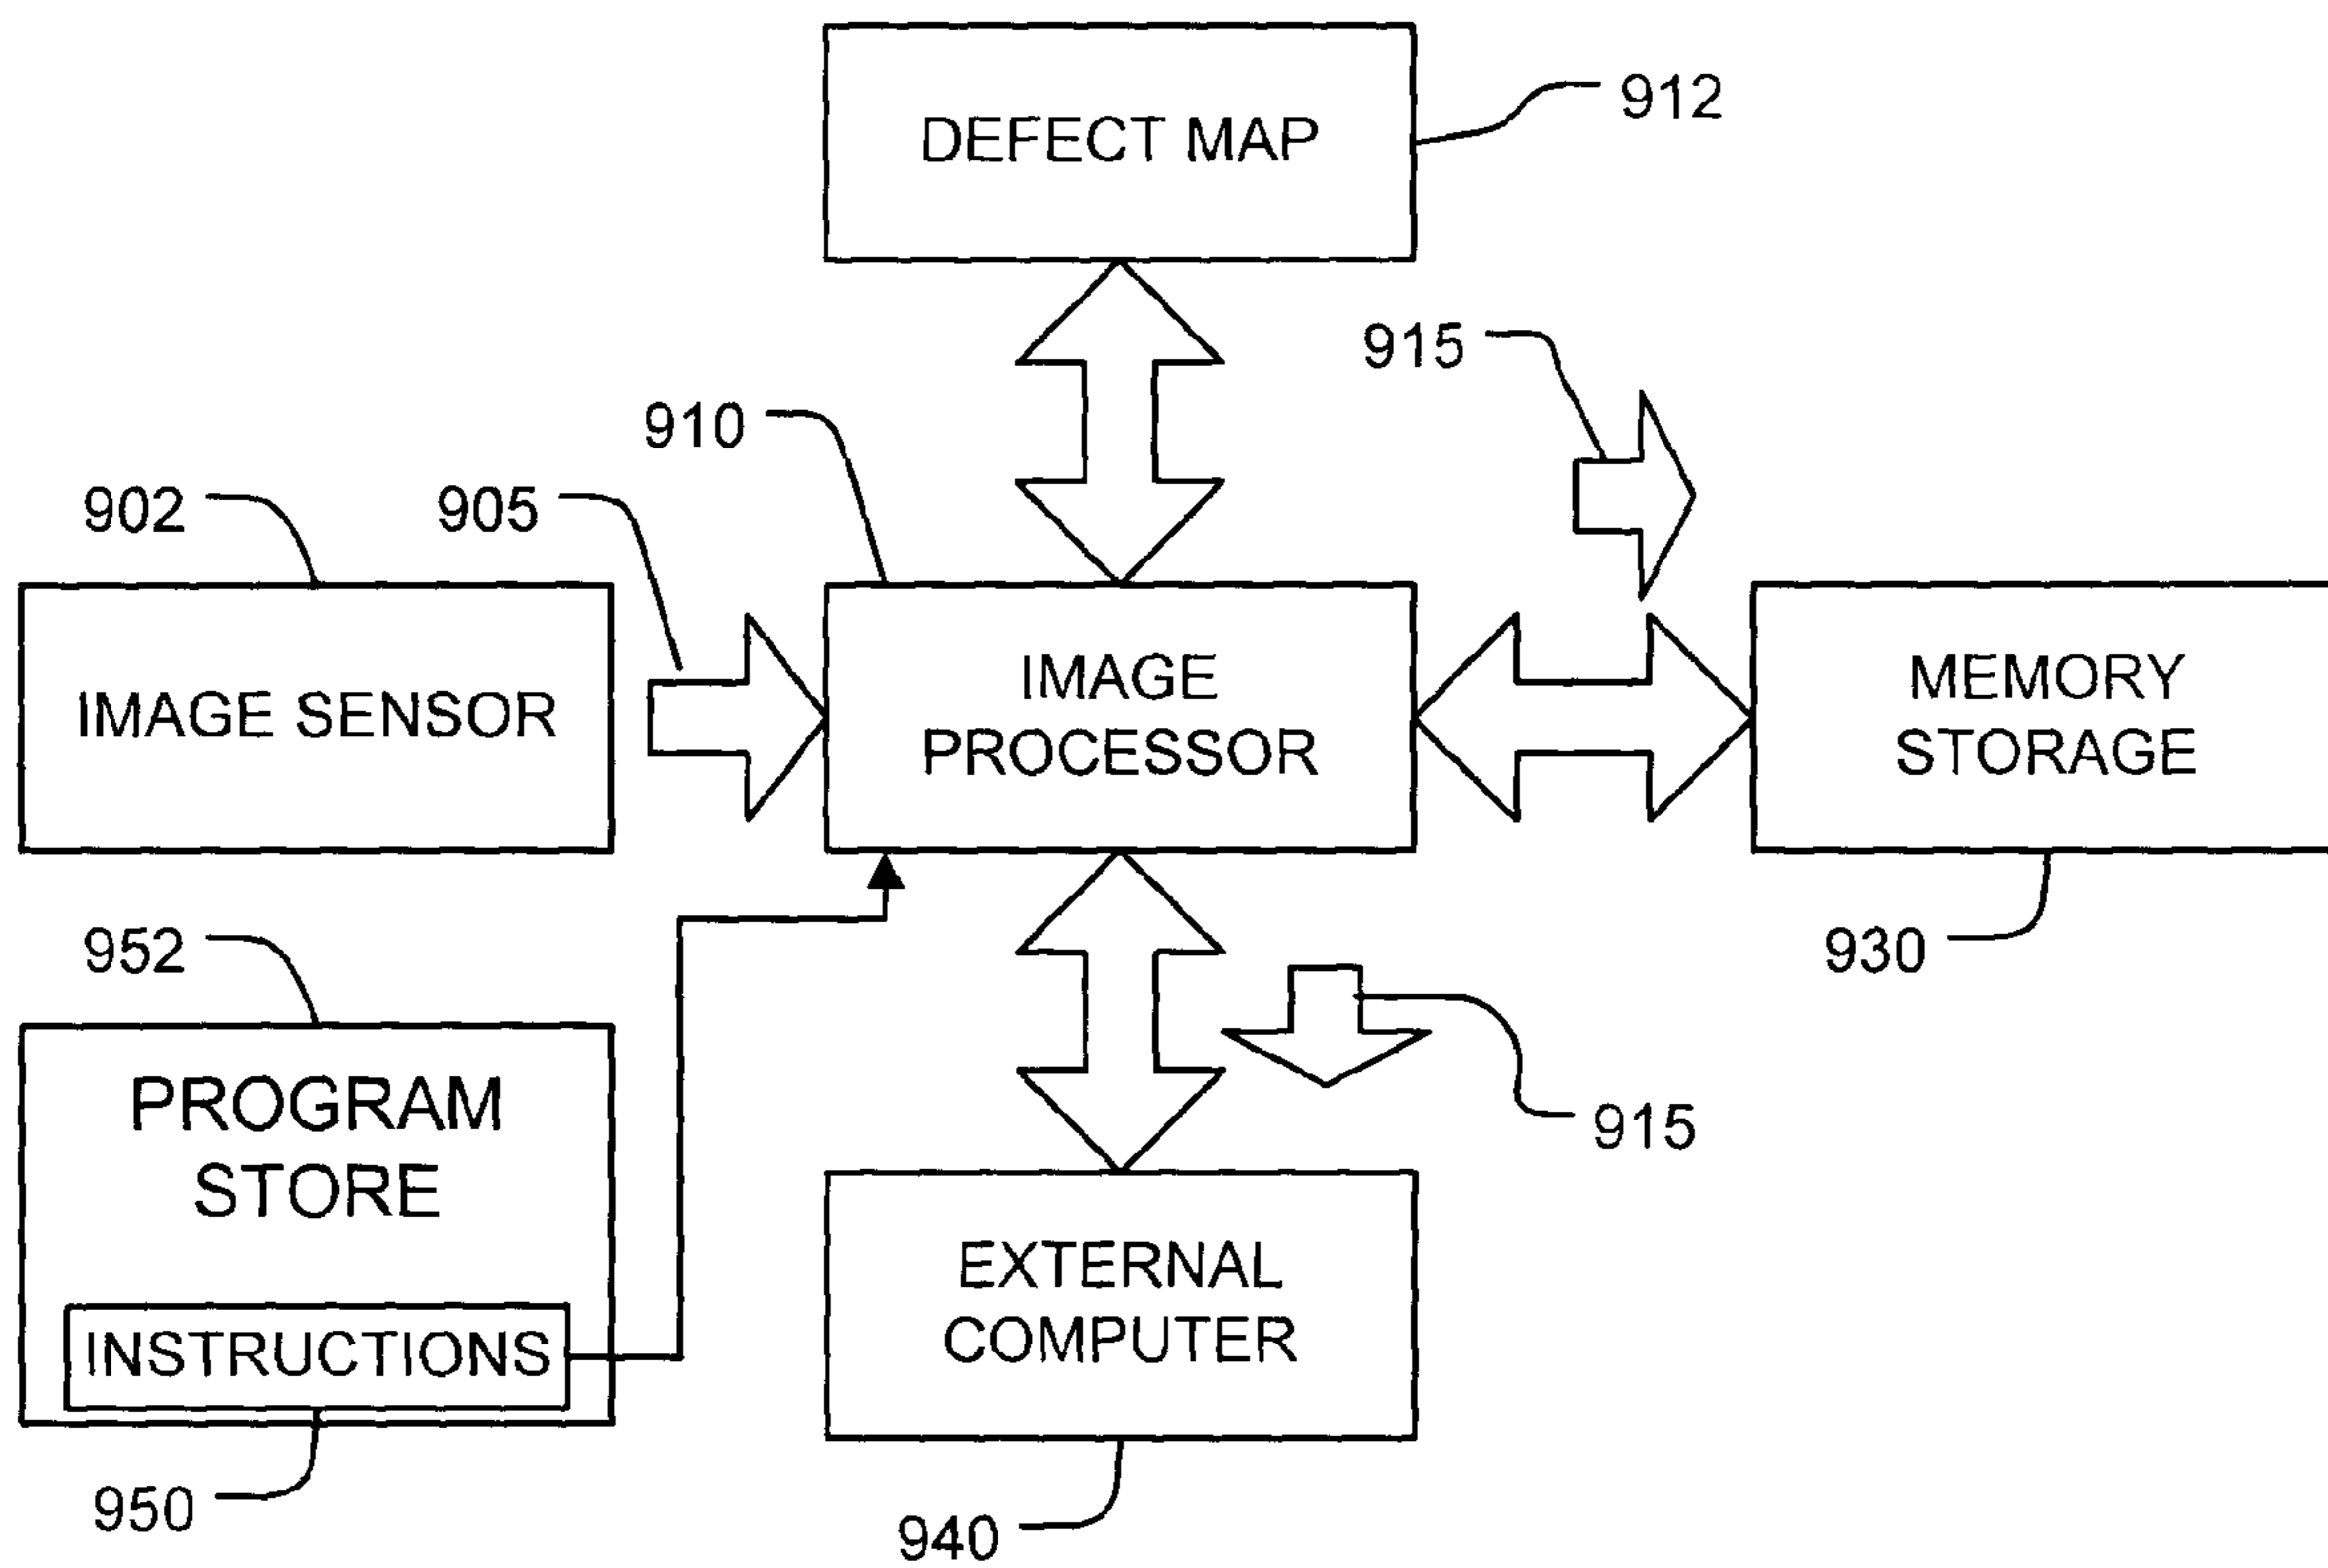 DEFECT MAP
912
915
910
902
905
IMAGE SENSOR
IMAGE
PROCESSOR
MEMORY
STORAGE
952
930
PROGRAM
STORE
915
EXTERNAL
COMPUTER
INSTRUCTIONS
950
940